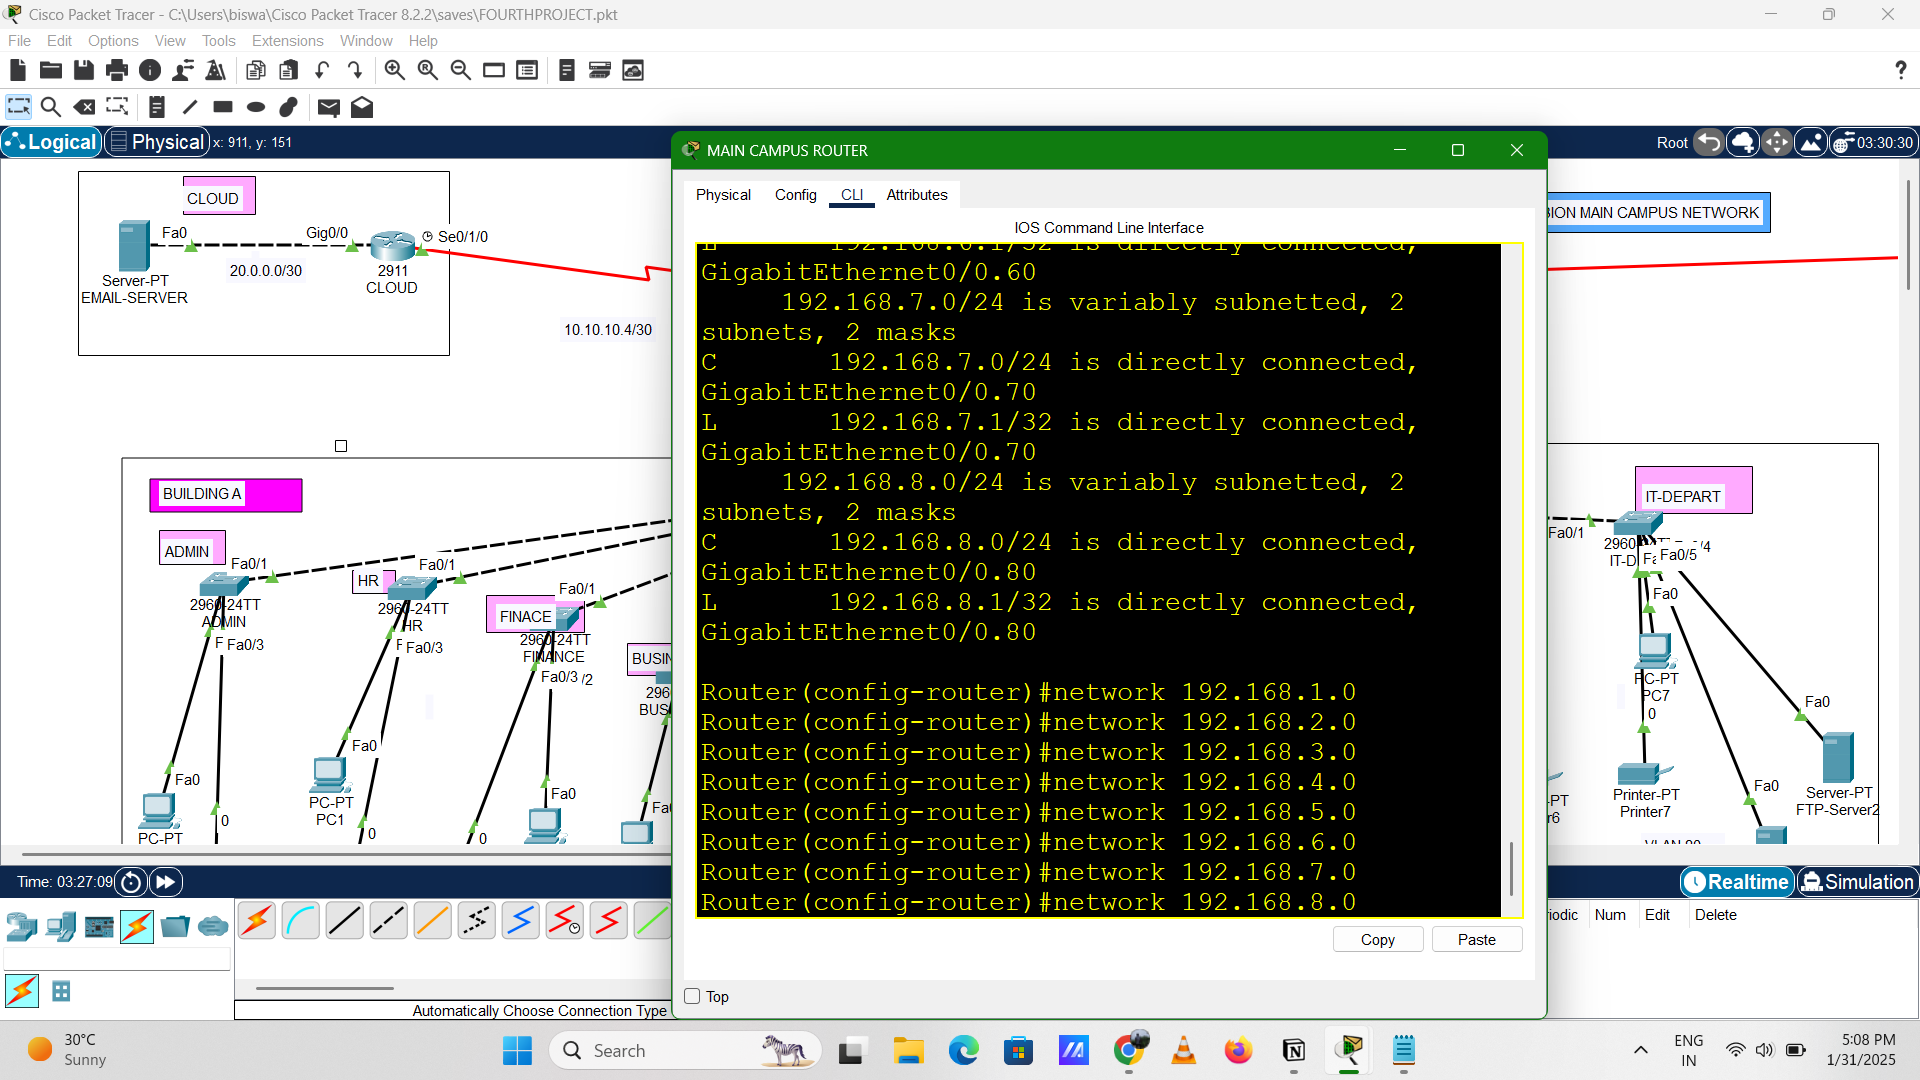 Cisco Packet Tracer - C:\Users\biswa\Cisco Packet Tracer 8.2.2\saves\FOURTHPROJECT.pkt
File Edit Options View Tools Extensions Window Help
Logical Physical x: 911, y: 151
Root 03:30:30
CLOUD
Fa0 Gig0/0 Se0/1/0
20.0.0.0/30
Server-PT
EMAIL-SERVER
2911
CLOUD
10.10.10.4/30
BUILDING A
ADMIN
Fa0/1
2960-24TT
ADMIN
Fa0/3
HR
Fa0/1
HR
Fa0/3
FINACE
Fa0/1
2960-24TT
FINANCE
Fa0/3
/2
BUSIN
296
BUS
Fa0
PC-PT
Fa0
PC-PT
PC1
Fa0
0
0
0
MAIN CAMPUS ROUTER
Physical Config CLI Attributes
IOS Command Line Interface
L 192.168.6.1/32 is directly connected,
GigabitEthernet0/0.60
192.168.7.0/24 is variably subnetted, 2
subnets, 2 masks
C 192.168.7.0/24 is directly connected,
GigabitEthernet0/0.70
L 192.168.7.1/32 is directly connected,
GigabitEthernet0/0.70
192.168.8.0/24 is variably subnetted, 2
subnets, 2 masks
C 192.168.8.0/24 is directly connected,
GigabitEthernet0/0.80
L 192.168.8.1/32 is directly connected,
GigabitEthernet0/0.80
Router(config-router)#network 192.168.1.0
Router(config-router)#network 192.168.2.0
Router(config-router)#network 192.168.3.0
Router(config-router)#network 192.168.4.0
Router(config-router)#network 192.168.5.0
Router(config-router)#network 192.168.6.0
Router(config-router)#network 192.168.7.0
Router(config-router)#network 192.168.8.0
Copy Paste
Top
BION MAIN CAMPUS NETWORK
IT-DEPART
Fa0/1
2960
IT-D
Fa0/5
/4
Fa0
PC-PT
PC7
0
Fa0
Printer-PT
Printer7
Server-PT
FTP-Server2
Fa0
-PT
r6
VLAN 80
Time: 03:27:09
Realtime Simulation
iodic Num Edit Delete
Automatically Choose Connection Type
30°C
Sunny
Search
ENG
IN
5:08 PM
1/31/2025